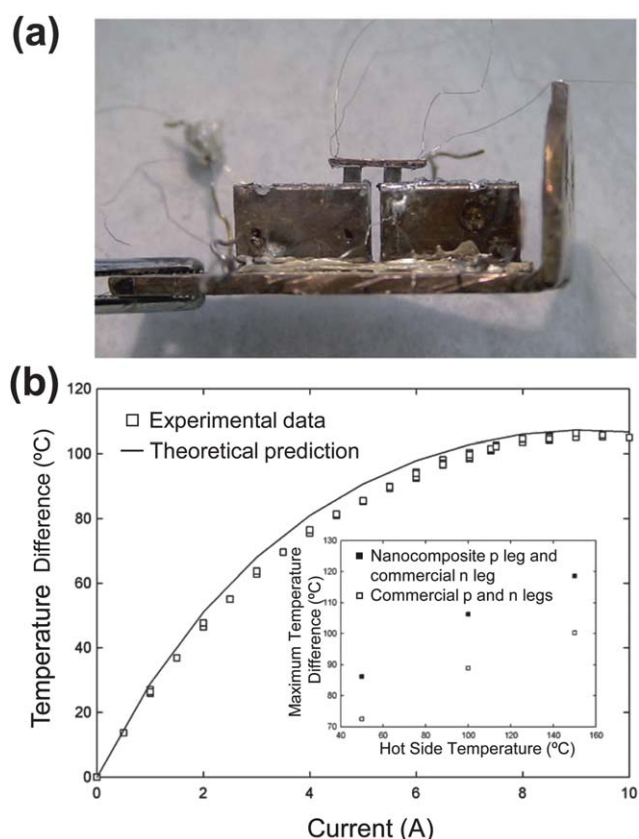 (a)
(b)
120
100
80
60
40
20
0
Temperature Difference (ºC)
Experimental data
Theoretical prediction
130
120
110
100
90
80
70
Maximum Temperature
Difference (ºC)
Nanocomposite p leg and
commercial n leg
Commercial p and n legs
40 60 80 100 120 140 160
Hot Side Temperature (ºC)
0 2 4 6 8 10
Current (A)